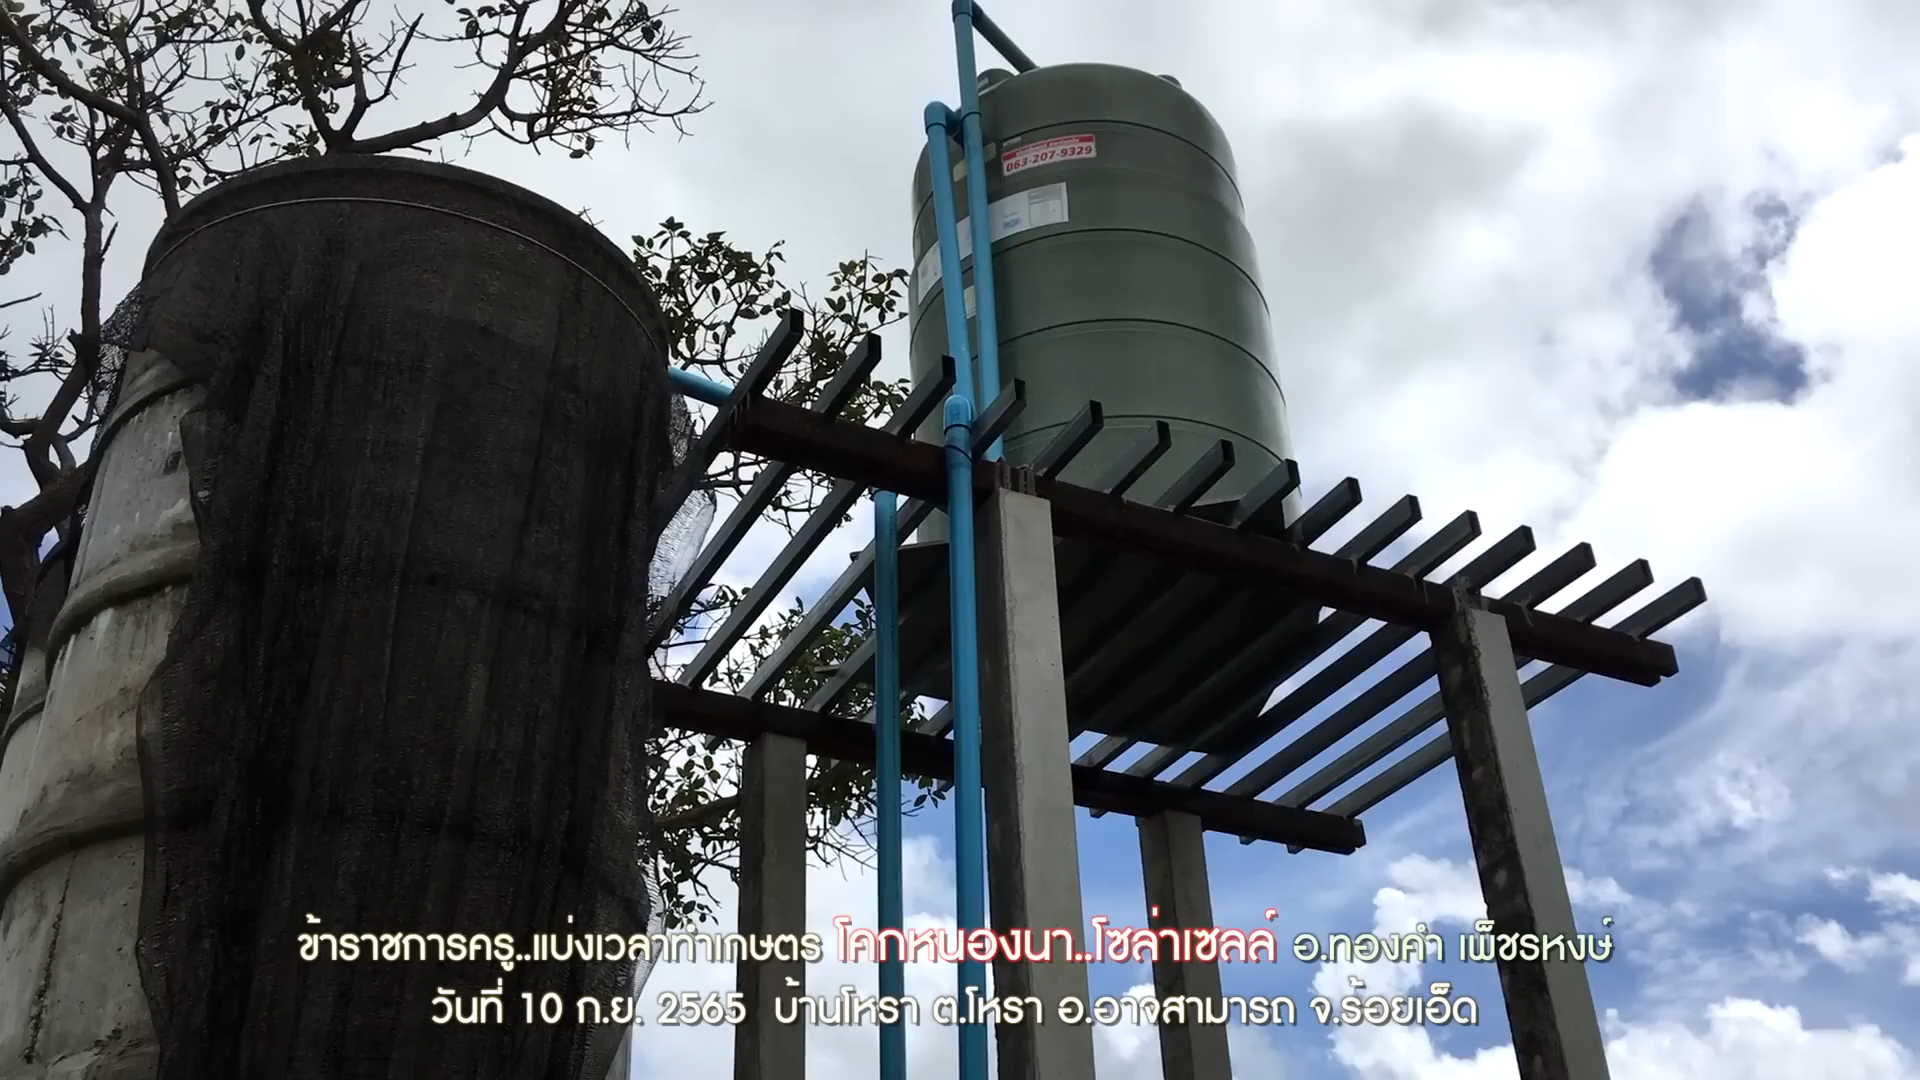 063-207-9329
ข้าราชการครู..แบ่งเวลาทำเกษตร โคกหนองนา..โซล่าเซลล์ อ.ทองคำ เพ็ชรหงษ์
วันที่ 10 ก.ย. 2565 บ้านโหรา ต.โหรา อ.อาจสามารถ จ.ร้อยเอ็ด